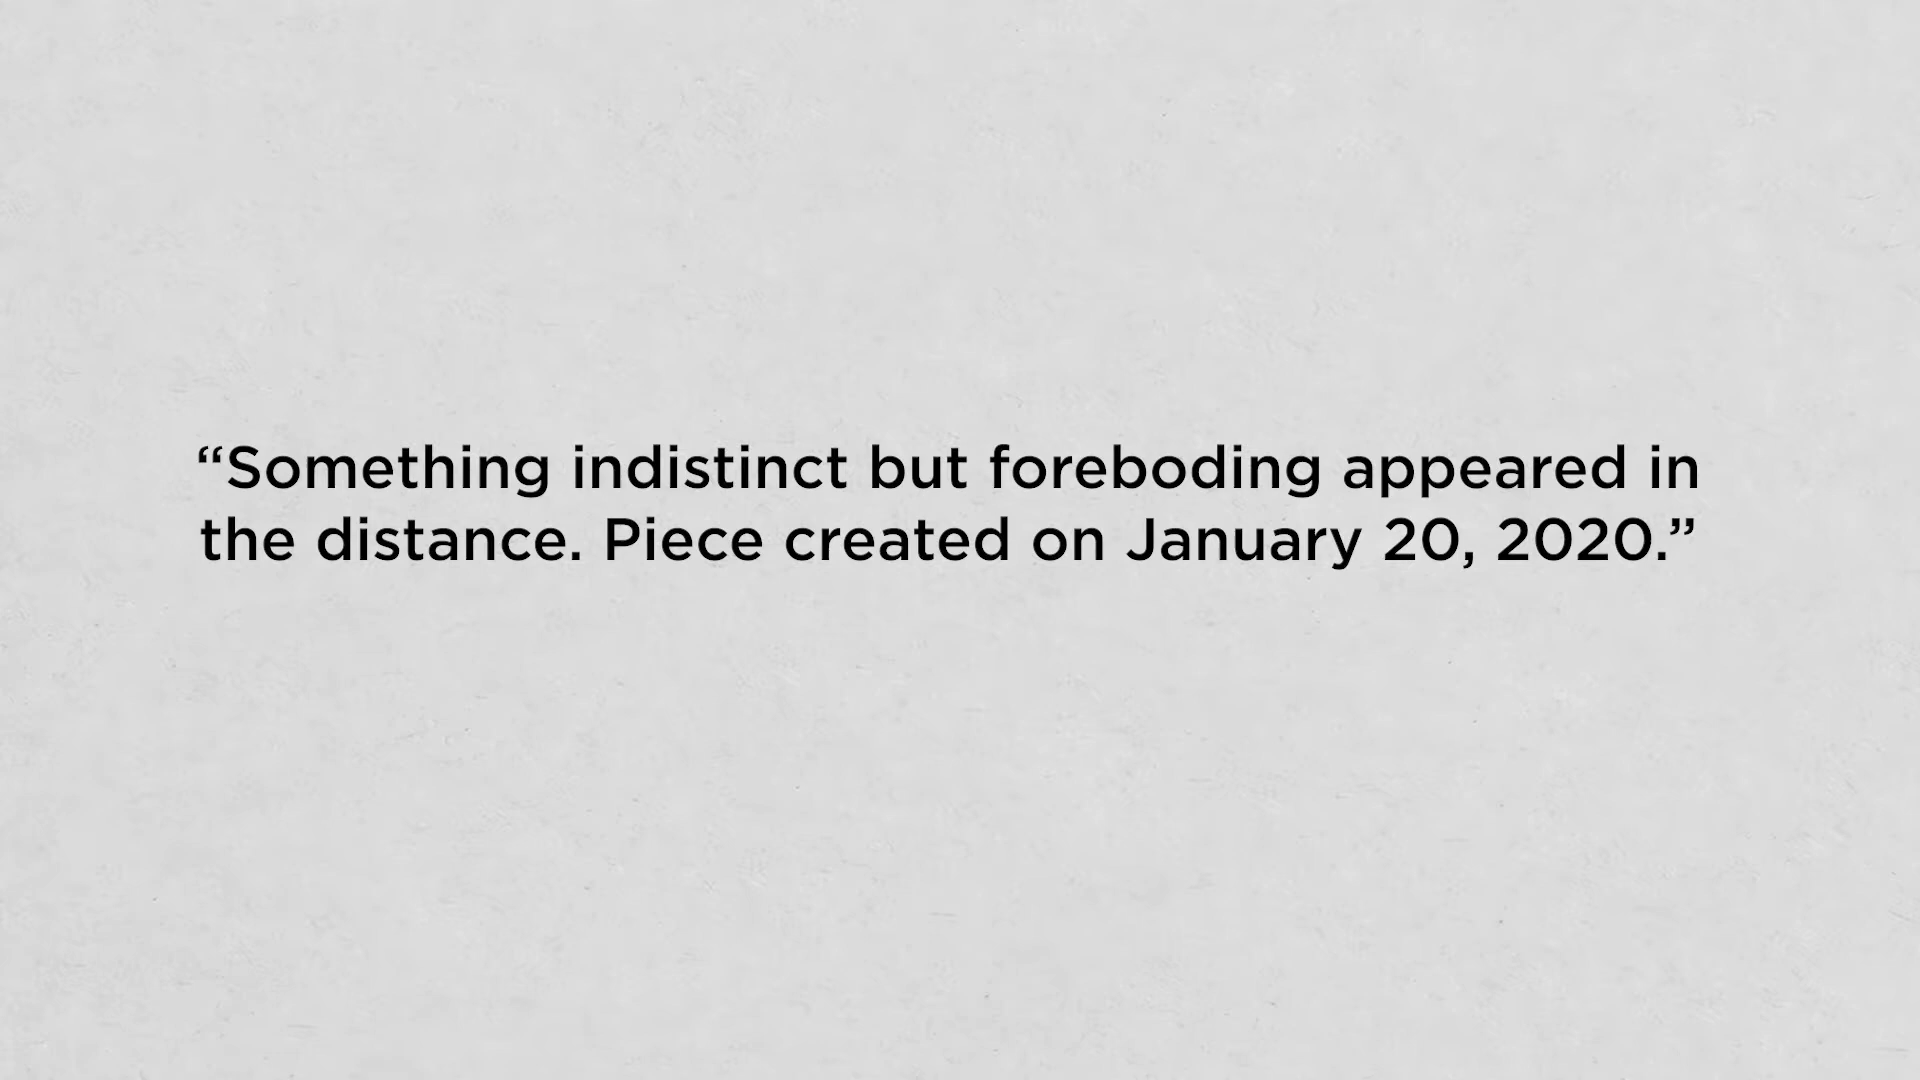 “Something indistinct but foreboding appeared in
the distance. Piece created on January 20, 2020.”